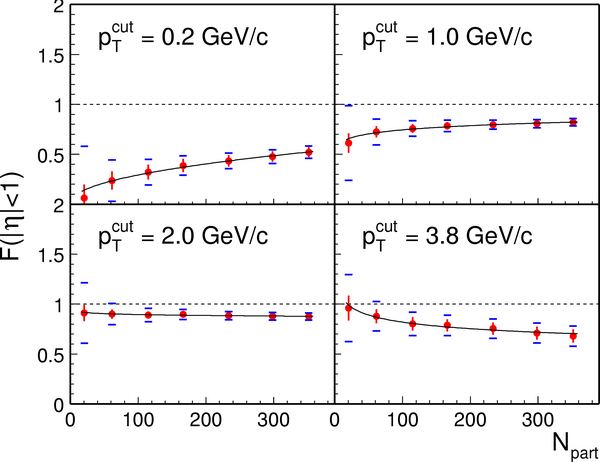 2
p_T^cut = 0.2 GeV/c
p_T^cut = 1.0 GeV/c
1.5
1
0.5
F(|η|<1)
2
p_T^cut = 2.0 GeV/c
p_T^cut = 3.8 GeV/c
1.5
1
0.5
0
0 100 200 300 0 100 200 300
N_part